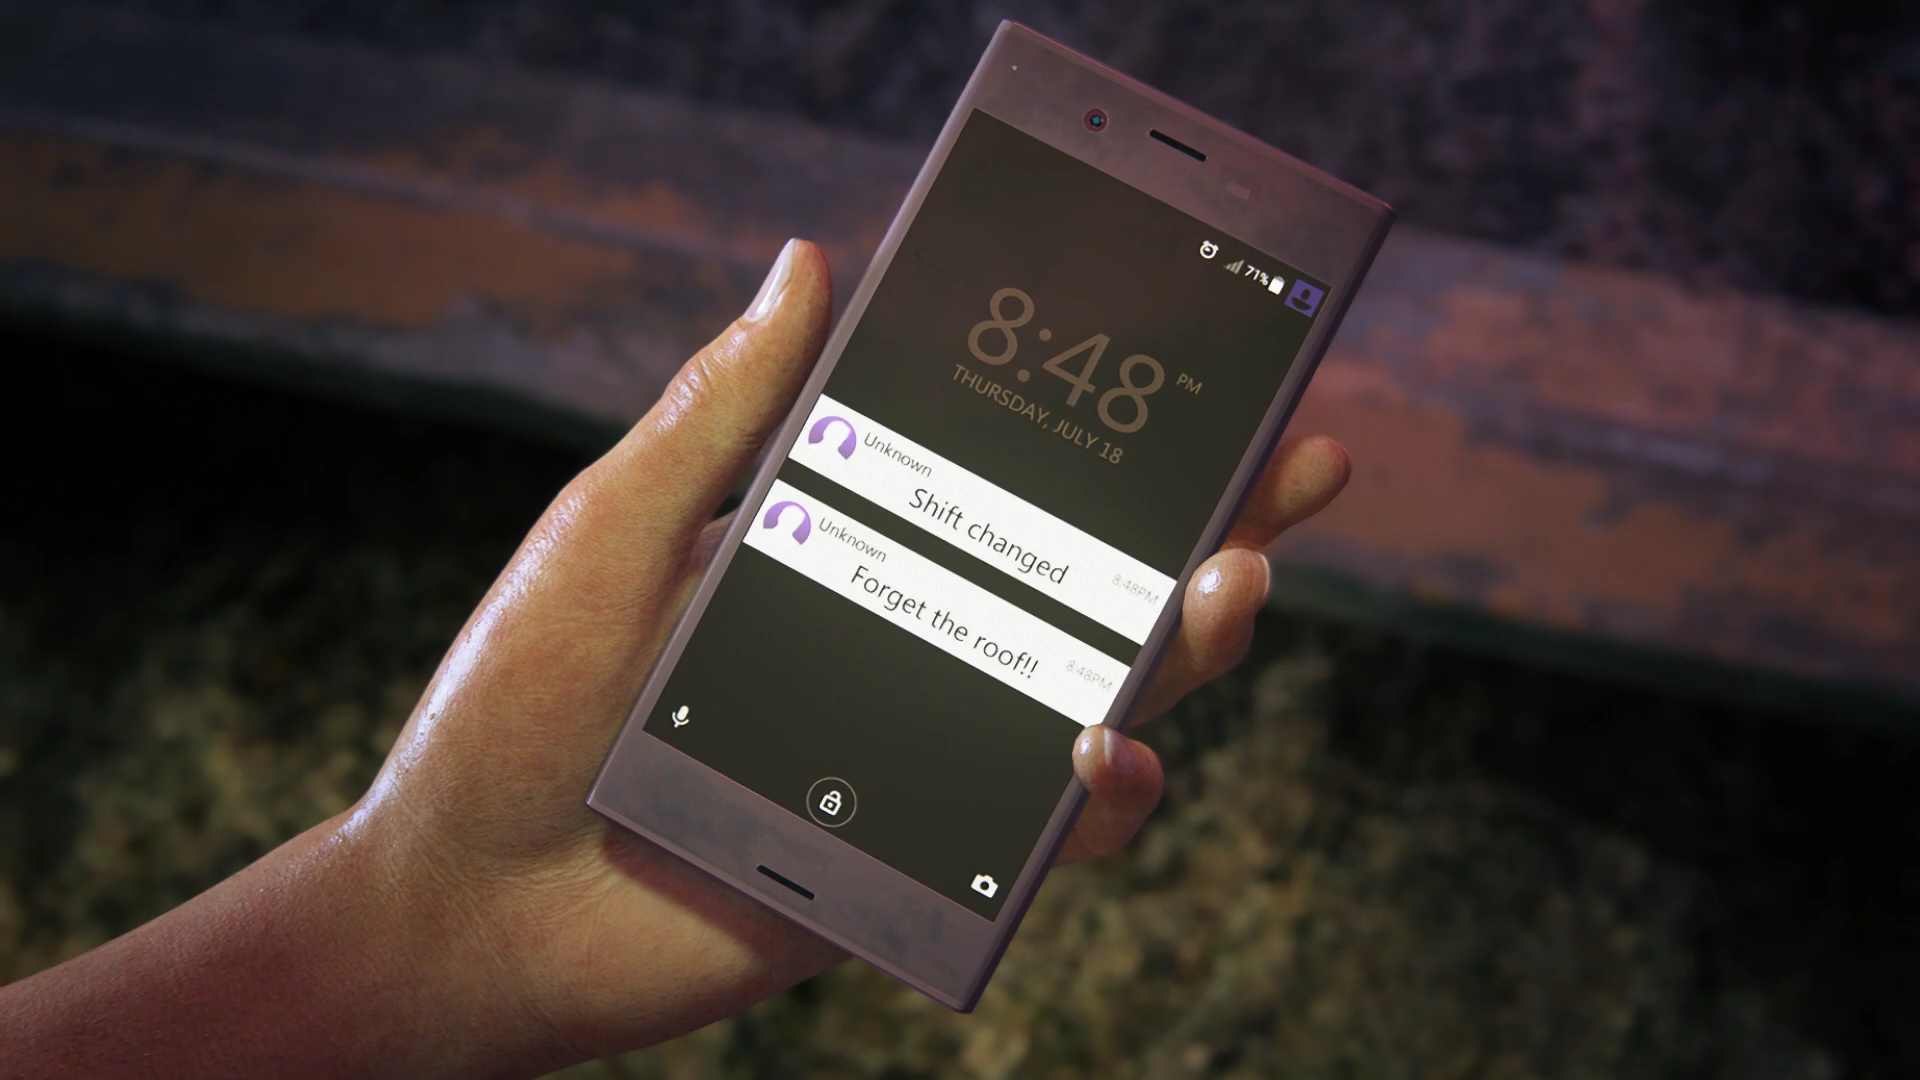 71%
8:48 PM
THURSDAY, JULY 18
Unknown
Shift changed
8:48PM
Unknown
Forget the roof!!
8:48PM